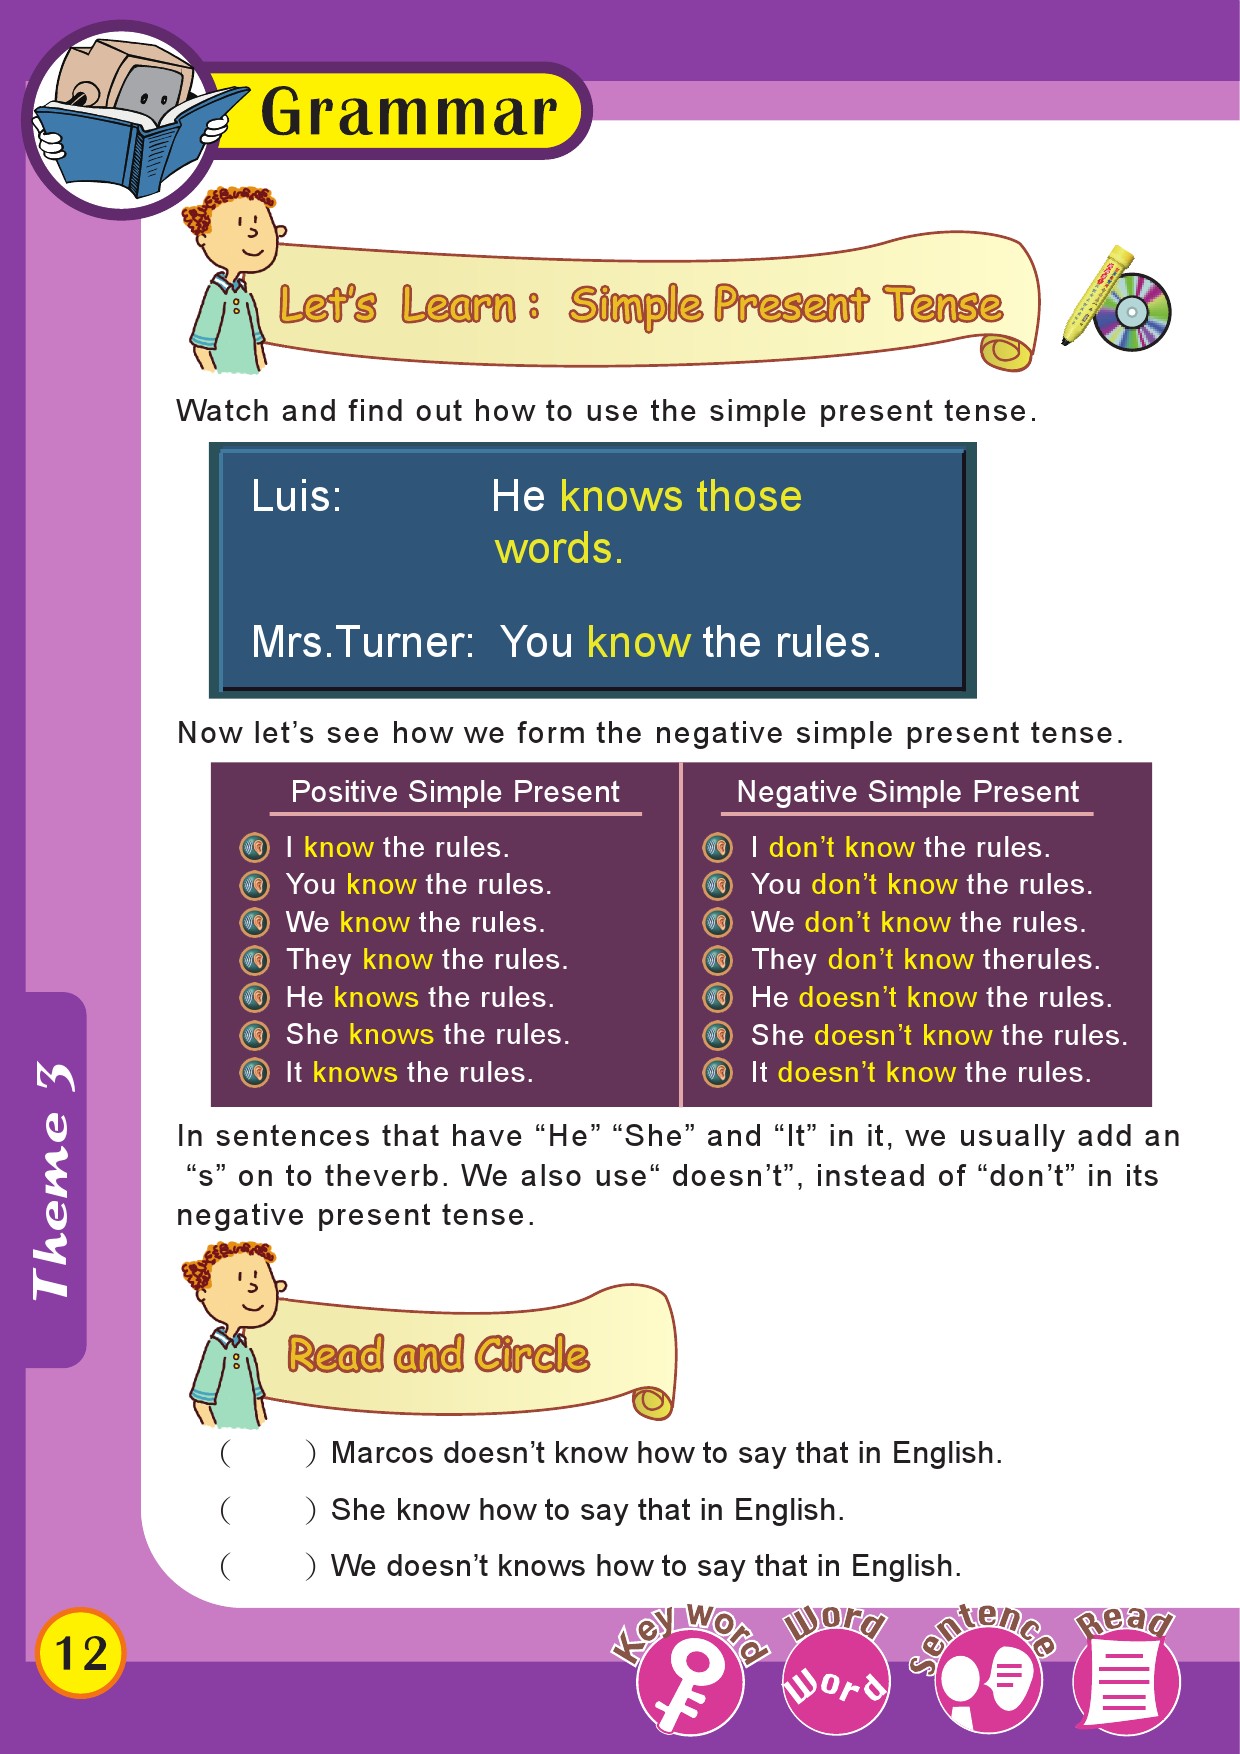 Grammar
Let's Learn : Simple Present Tense
Watch and find out how to use the simple present tense.
Luis: He knows those
words.
Mrs.Turner: You know the rules.
Now let's see how we form the negative simple present tense.
Positive Simple Present
I know the rules.
You know the rules.
We know the rules.
They know the rules.
He knows the rules.
She knows the rules.
It knows the rules.
Negative Simple Present
I don't know the rules.
You don't know the rules.
We don't know the rules.
They don't know therules.
He doesn't know the rules.
She doesn't know the rules.
It doesn't know the rules.
In sentences that have “He” “She” and “It” in it, we usually add an
“s” on to theverb. We also use“ doesn't”, instead of “don't” in its
negative present tense.
Read and Circle
( ) Marcos doesn't know how to say that in English.
( ) She know how to say that in English.
( ) We doesn't knows how to say that in English.
Theme 3
12
Key word
Word
Word
Sentence
Read